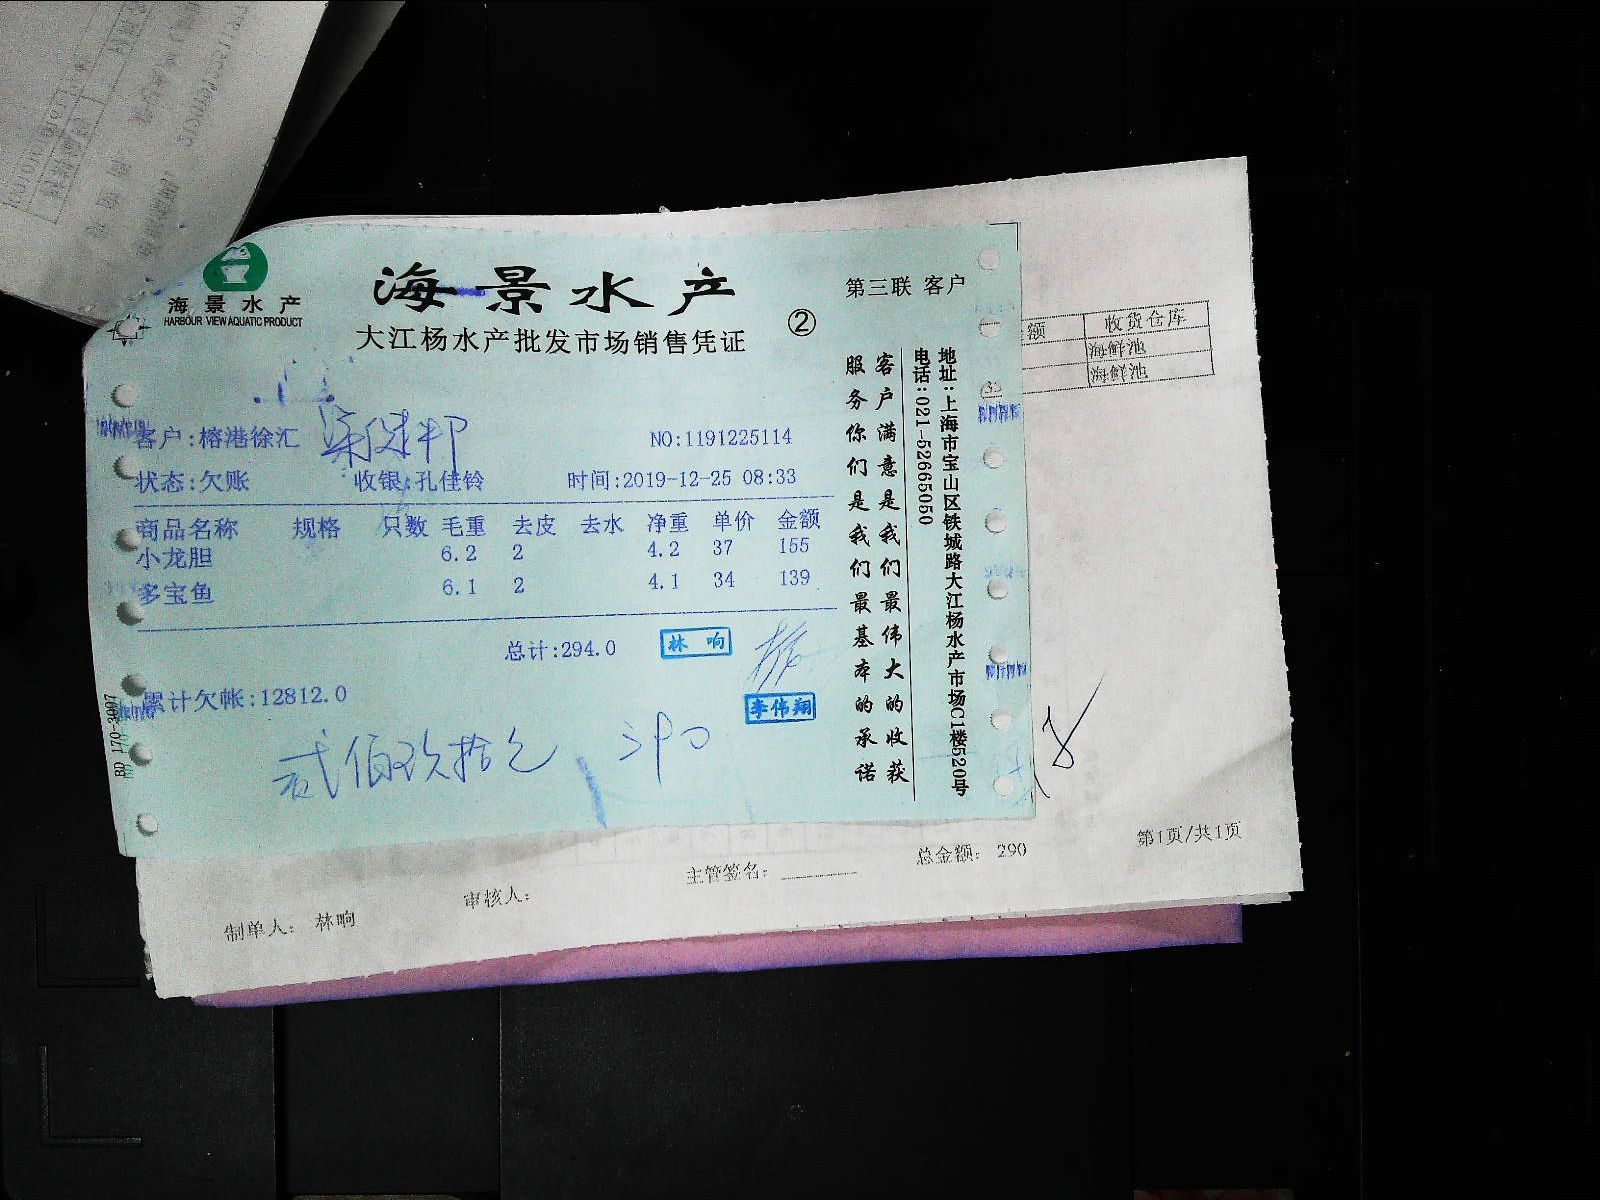 海景水产
HARBOUR VIEW AQUATIC PRODUCT
海景水产
大江杨水产批发市场销售凭证
②
第三联 客户
客户:榕港徐汇
NO:1191225114
状态:欠账 收银:孔佳铃 时间:2019-12-25 08:33
商品名称 规格 只数 毛重 去皮 去水 净重 单价 金额
小龙胆 6.2 2 4.2 37 155
多宝鱼 6.1 2 4.1 34 139
总计:294.0
林响
李伟翔
累计欠帐:12812.0
贰佰玖拾元 290
客户满意是我们最伟大的收获
服务你们是我们最基本的承诺
地址:上海市宝山区铁城路大江杨水产市场C1楼520号
电话:021-52665050
BD 170-3007
额 收货仓库
海鲜池
海鲜池
制单人: 林响
审核人:
主管签名:
总金额: 290
第1页/共1页